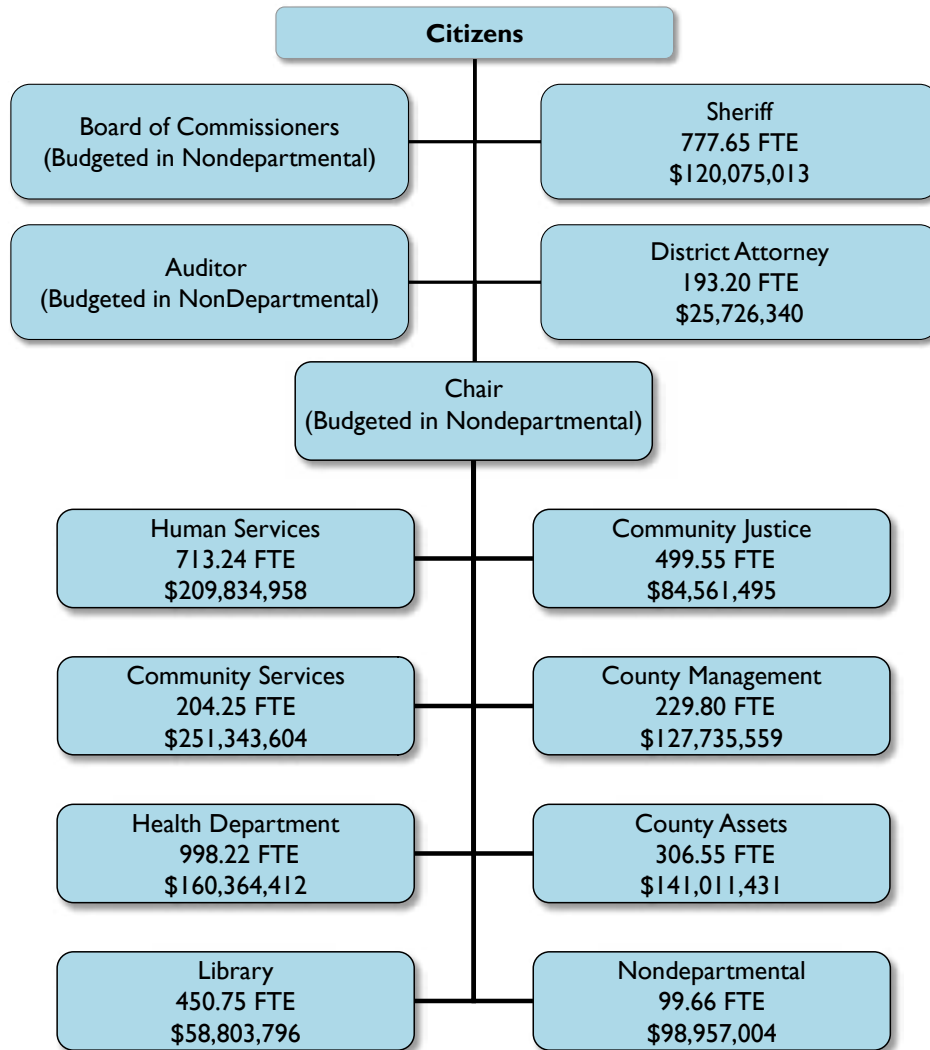 Citizens
Board of Commissioners
(Budgeted in Nondepartmental)
Sheriff
777.65 FTE
$120,075,013
Auditor
(Budgeted in NonDepartmental)
District Attorney
193.20 FTE
$25,726,340
Chair
(Budgeted in Nondepartmental)
Human Services
713.24 FTE
$209,834,958
Community Justice
499.55 FTE
$84,561,495
Community Services
204.25 FTE
$251,343,604
County Management
229.80 FTE
$127,735,559
Health Department
998.22 FTE
$160,364,412
County Assets
306.55 FTE
$141,011,431
Library
450.75 FTE
$58,803,796
Nondepartmental
99.66 FTE
$98,957,004